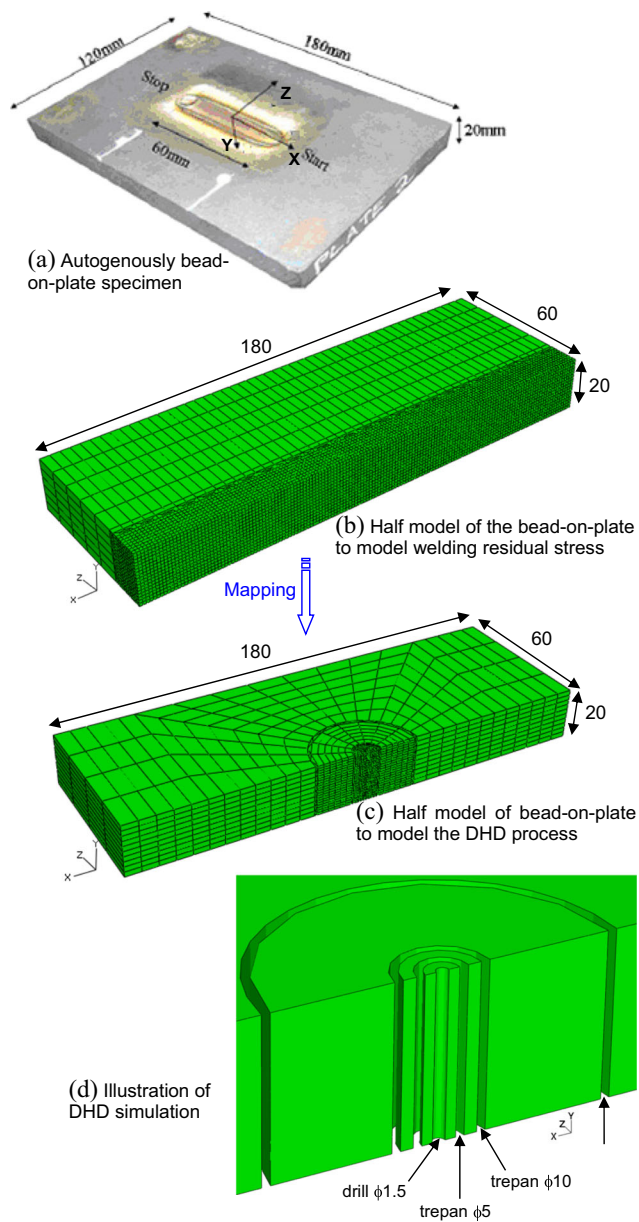 120mm
180mm
Stop
Z
20mm
60mm
Y
X
Start
PLATE 2
(a) Autogenously bead-
on-plate specimen
180
60
20
(b) Half model of the bead-on-plate
to model welding residual stress
Y
Z
X
Mapping
180
60
20
(c) Half model of bead-on-plate
to model the DHD process
Y
Z
X
(d) Illustration of
DHD simulation
Y
Z
X
trepan ϕ10
drill ϕ1.5
trepan ϕ5